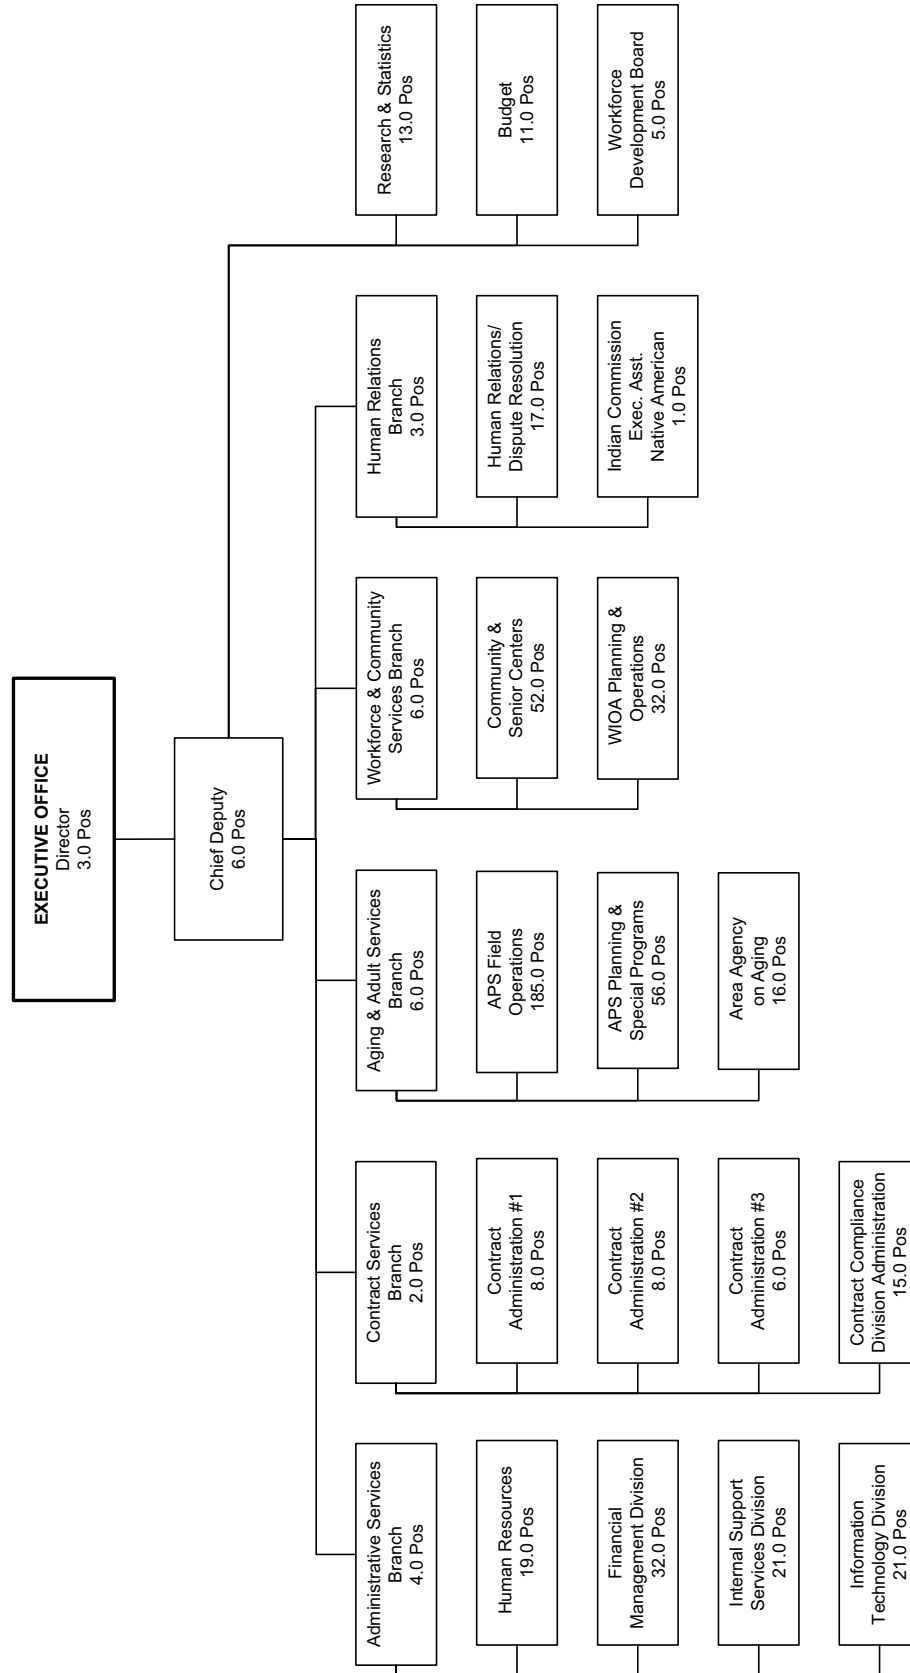 EXECUTIVE OFFICE
Director
3.0 Pos
Chief Deputy
6.0 Pos
Administrative Services
Branch
4.0 Pos
Human Resources
19.0 Pos
Financial
Management Division
32.0 Pos
Internal Support
Services Division
21.0 Pos
Information
Technology Division
21.0 Pos
Contract Services
Branch
2.0 Pos
Contract
Administration #1
8.0 Pos
Contract
Administration #2
8.0 Pos
Contract
Administration #3
6.0 Pos
Contract Compliance
Division Administration
15.0 Pos
Aging & Adult Services
Branch
6.0 Pos
APS Field
Operations
185.0 Pos
APS Planning &
Special Programs
56.0 Pos
Area Agency
on Aging
16.0 Pos
Workforce & Community
Services Branch
6.0 Pos
Community &
Senior Centers
52.0 Pos
WIOA Planning &
Operations
32.0 Pos
Human Relations
Branch
3.0 Pos
Human Relations/
Dispute Resolution
17.0 Pos
Indian Commission
Exec. Asst.
Native American
1.0 Pos
Research & Statistics
13.0 Pos
Budget
11.0 Pos
Workforce
Development Board
5.0 Pos